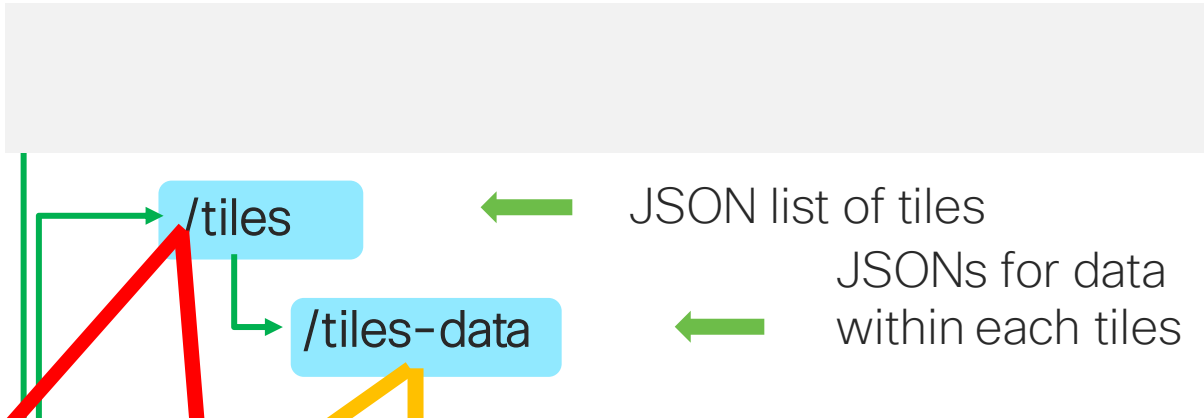 /tiles
JSON list of tiles
/tiles-data
JSONs for data
within each tiles